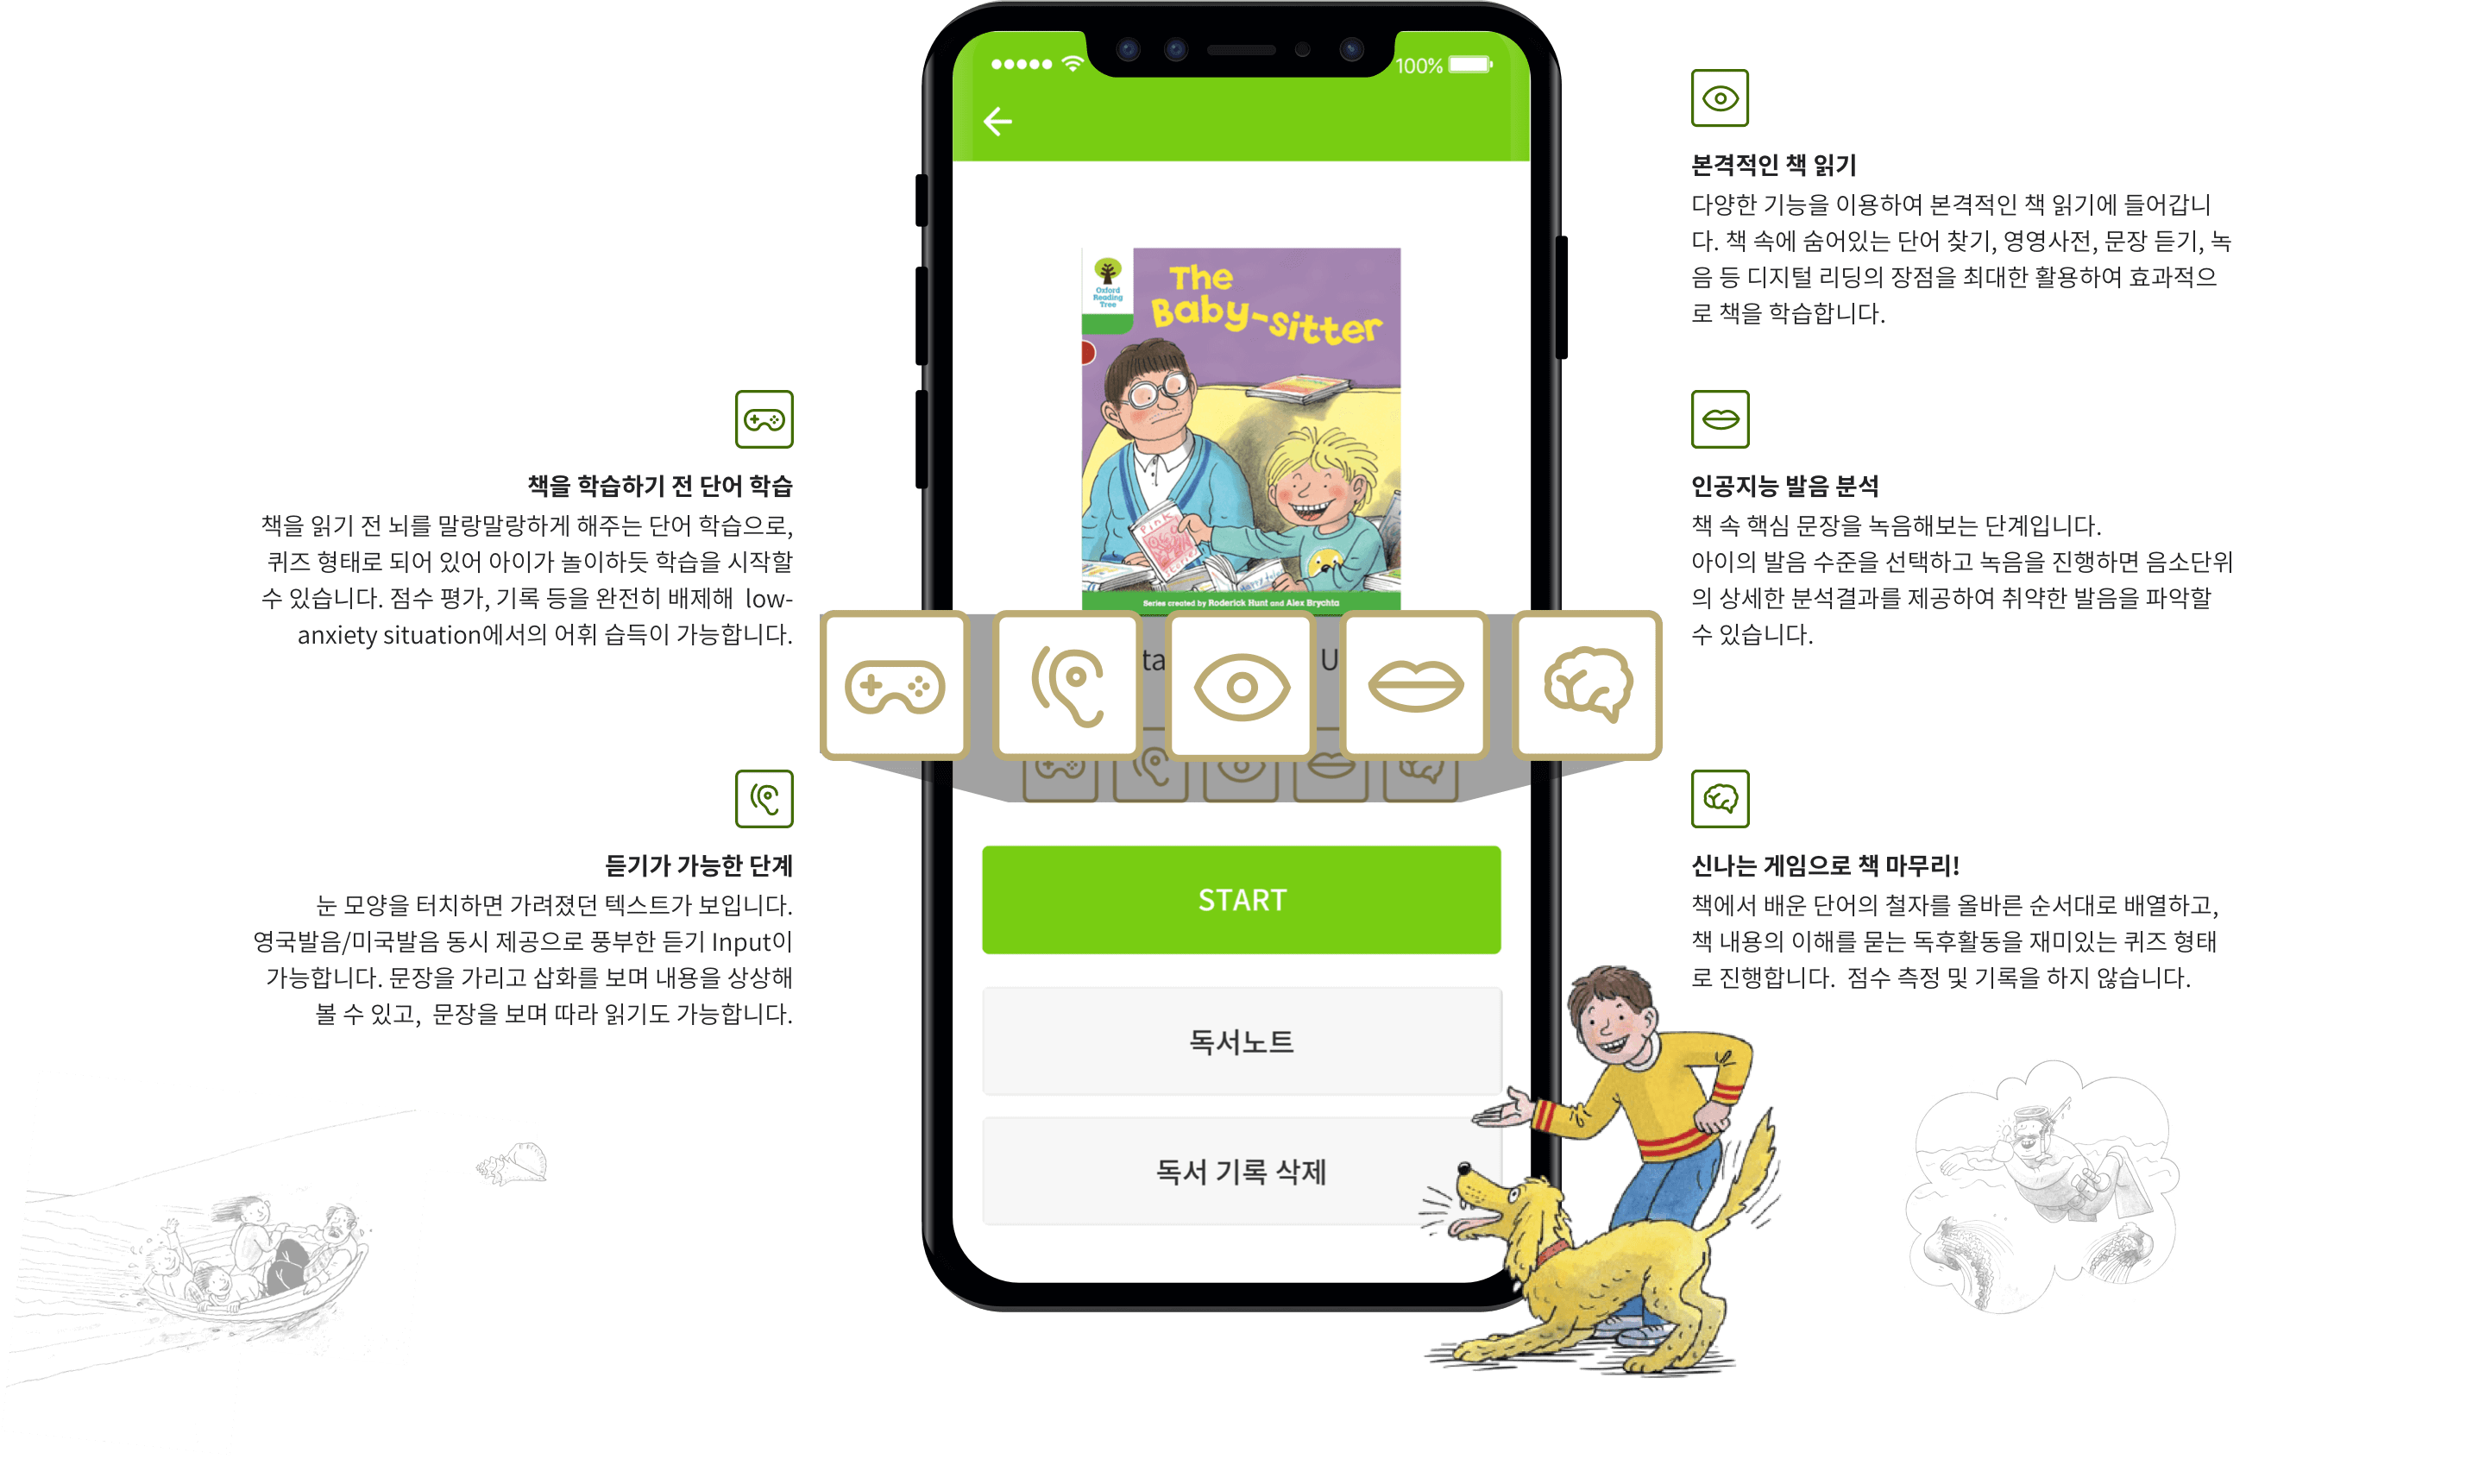 책을 학습하기 전 단어 학습
책을 읽기 전 뇌를 말랑말랑하게 해주는 단어 학습으로,
퀴즈 형태로 되어 있어 아이가 놀이하듯 학습을 시작할
수 있습니다. 점수 평가, 기록 등을 완전히 배제해 low-
anxiety situation에서의 어휘 습득이 가능합니다.
듣기가 가능한 단계
눈 모양을 터치하면 가려졌던 텍스트가 보입니다.
영국발음/미국발음 동시 제공으로 풍부한 듣기 Input이
가능합니다. 문장을 가리고 삽화를 보며 내용을 상상해
볼 수 있고, 문장을 보며 따라 읽기도 가능합니다.
100%
Oxford
Reading
Tree
The
Baby-sitter
Pink
Stories
Series created by Roderick Hunt and Alex Brychta
START
독서노트
독서 기록 삭제
본격적인 책 읽기
다양한 기능을 이용하여 본격적인 책 읽기에 들어갑니
다. 책 속에 숨어있는 단어 찾기, 영영사전, 문장 듣기, 녹
음 등 디지털 리딩의 장점을 최대한 활용하여 효과적으
로 책을 학습합니다.
인공지능 발음 분석
책 속 핵심 문장을 녹음해보는 단계입니다.
아이의 발음 수준을 선택하고 녹음을 진행하면 음소단위
의 상세한 분석결과를 제공하여 취약한 발음을 파악할
수 있습니다.
신나는 게임으로 책 마무리!
책에서 배운 단어의 철자를 올바른 순서대로 배열하고,
책 내용의 이해를 묻는 독후활동을 재미있는 퀴즈 형태
로 진행합니다. 점수 측정 및 기록을 하지 않습니다.